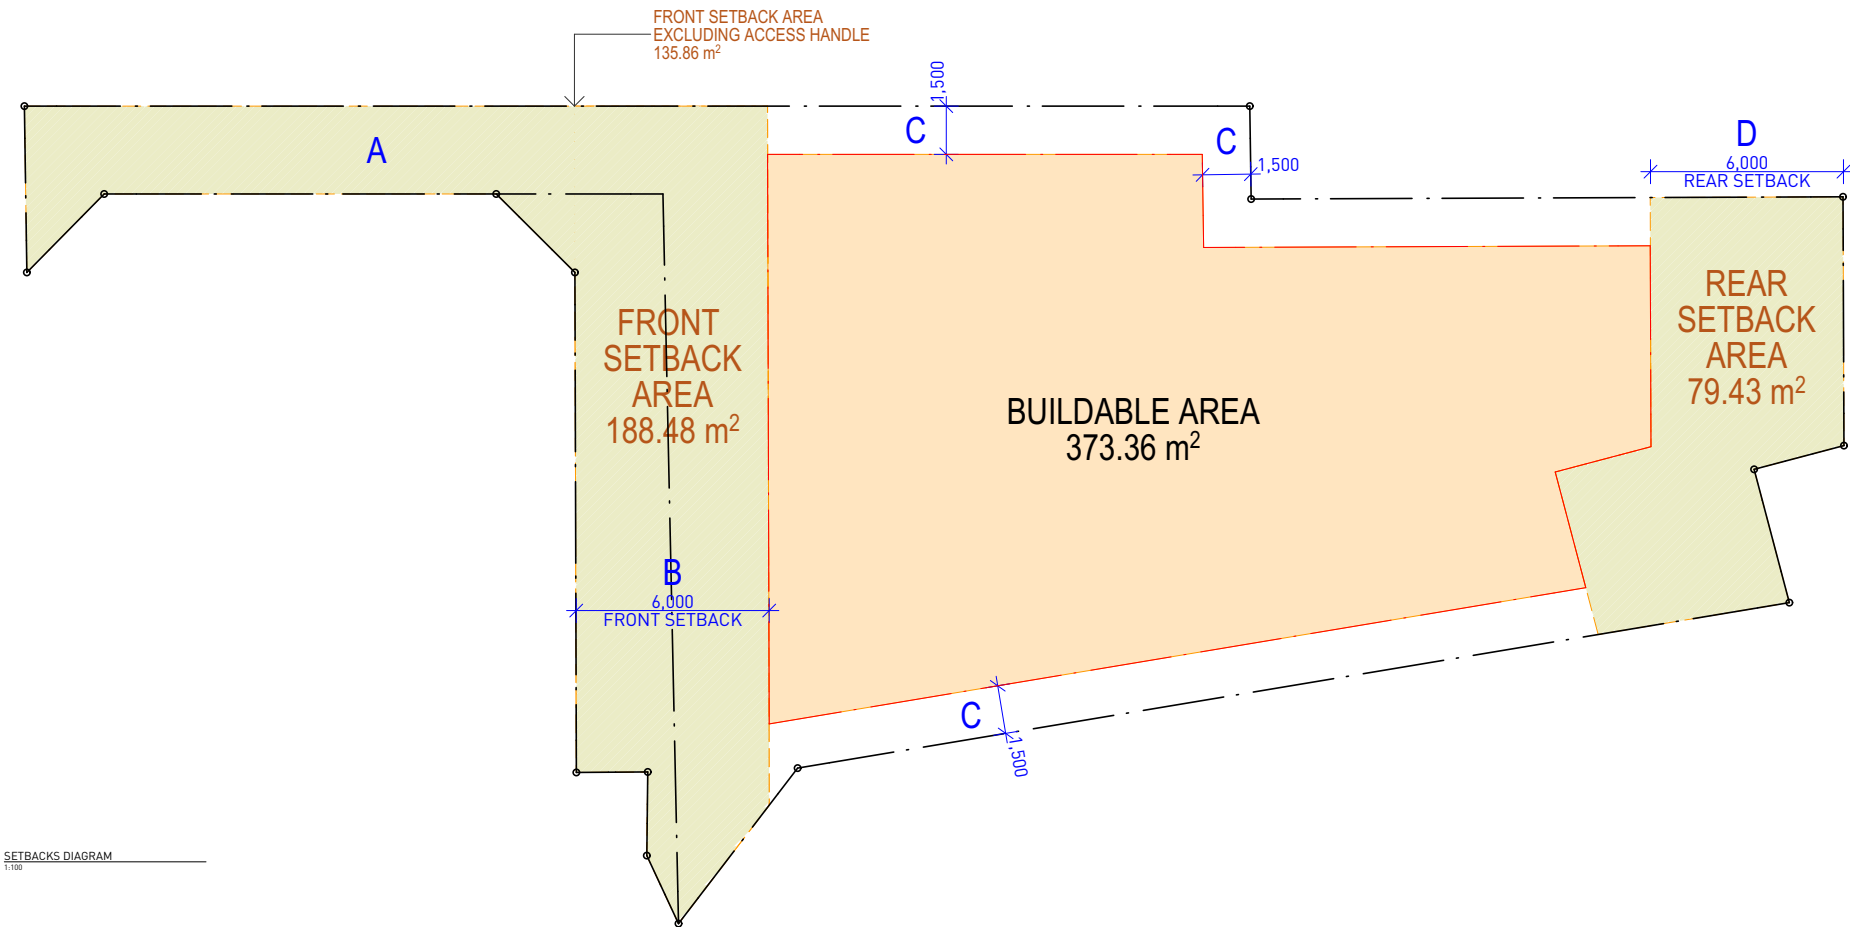 FRONT SETBACK AREA
EXCLUDING ACCESS HANDLE
135.86 m²
1,500
A
C
C
1,500
D
6,000
REAR SETBACK
FRONT
SETBACK
AREA
188.48 m²
REAR
SETBACK
AREA
79.43 m²
BUILDABLE AREA
373.36 m²
B
6,000
FRONT SETBACK
C
1,500
SETBACKS DIAGRAM
1:100